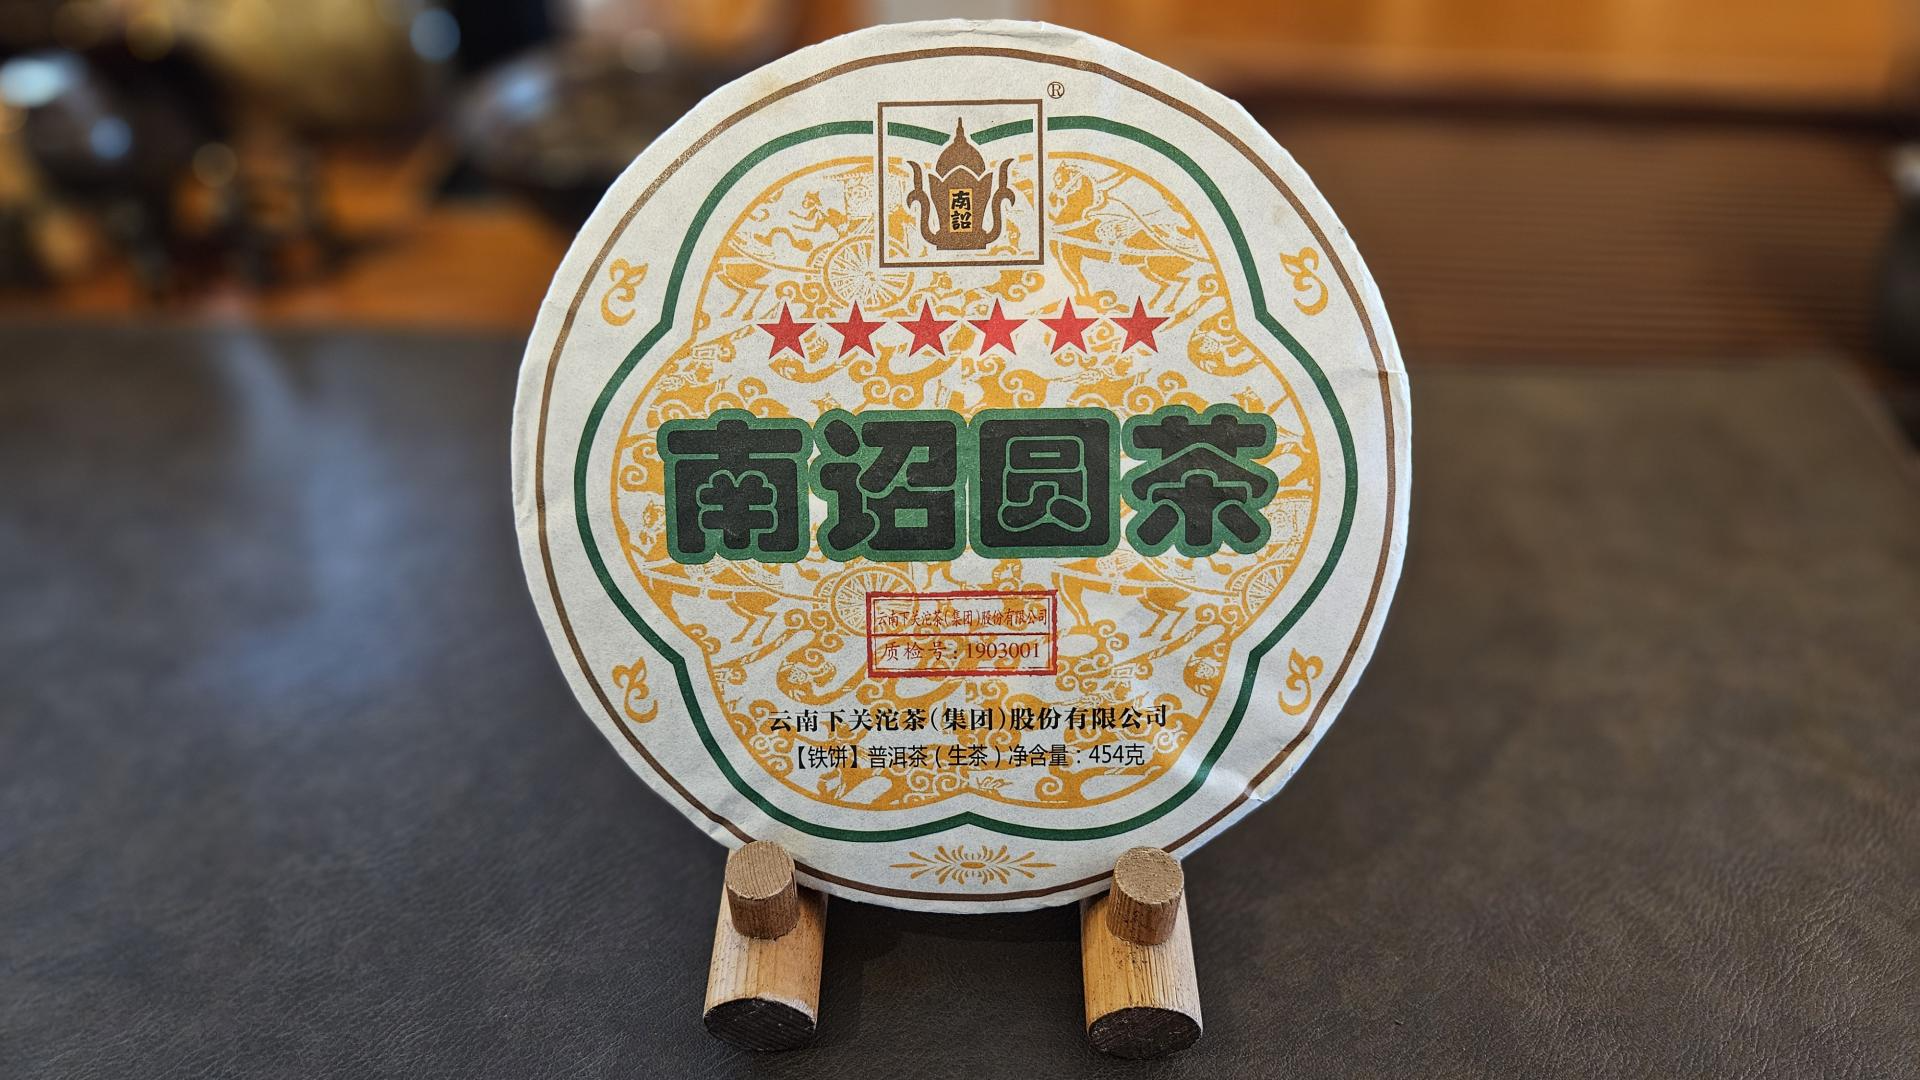 ®
南
詔
南诏圆茶
云南下关沱茶(集团)股份有限公司
质检号:1903001
云南下关沱茶(集团)股份有限公司
【铁饼】普洱茶(生茶)净含量:454克